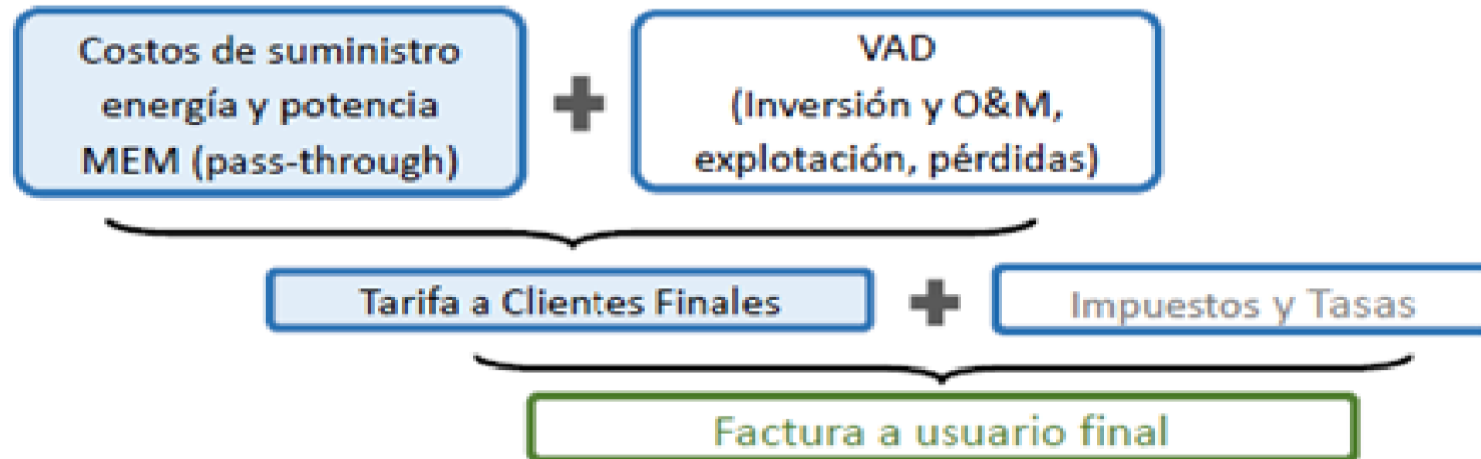 Costos de suministro
energía y potencia
MEM (pass-through)
VAD
(Inversión y O&M,
explotación, pérdidas)
Tarifa a Clientes Finales
Impuestos y Tasas
Factura a usuario final